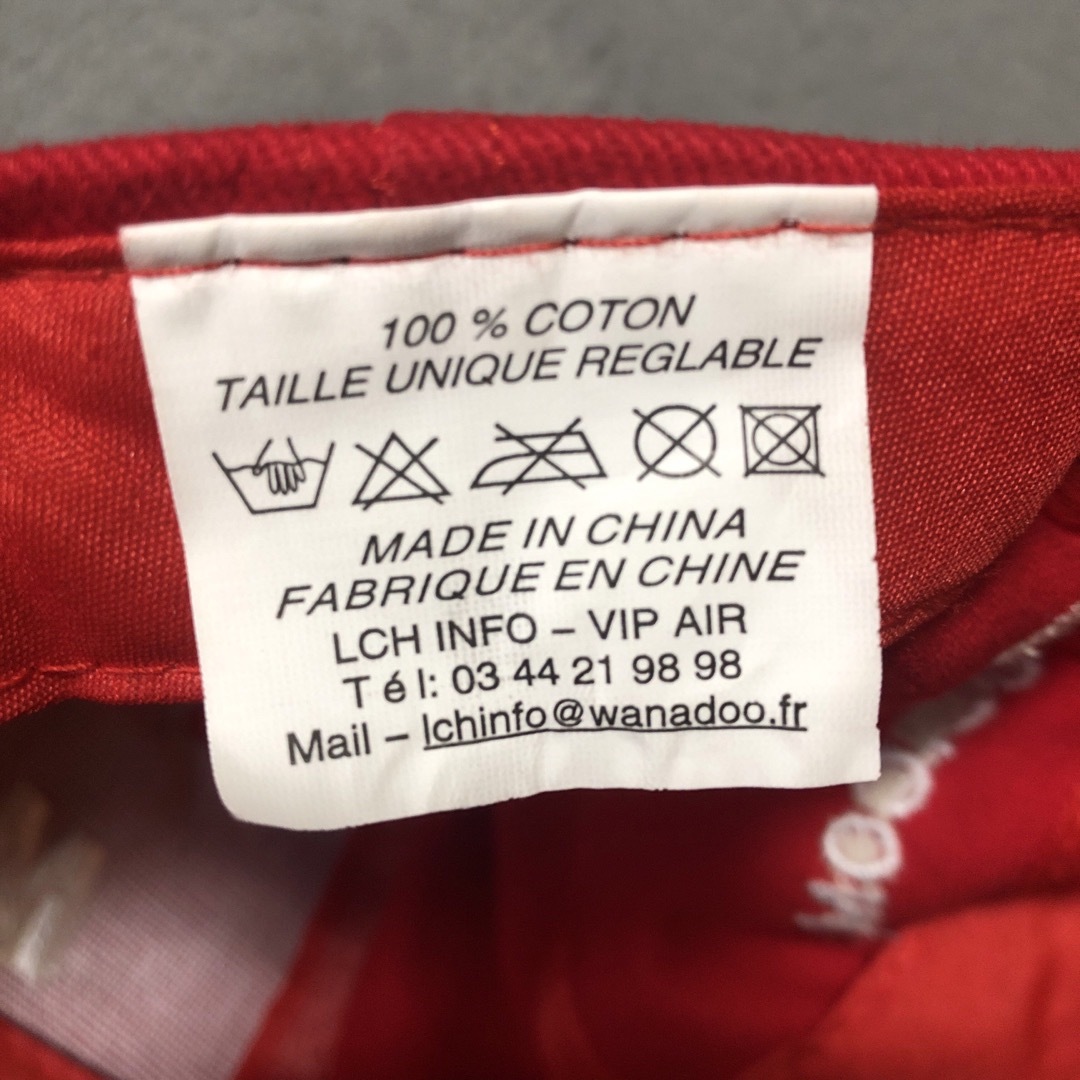 100 % COTON
TAILLE UNIQUE REGLABLE
MADE IN CHINA
FABRIQUE EN CHINE
LCH INFO – VIP AIR
T é l: 03 44 21 98 98
Mail – lchinfo@wanadoo.fr